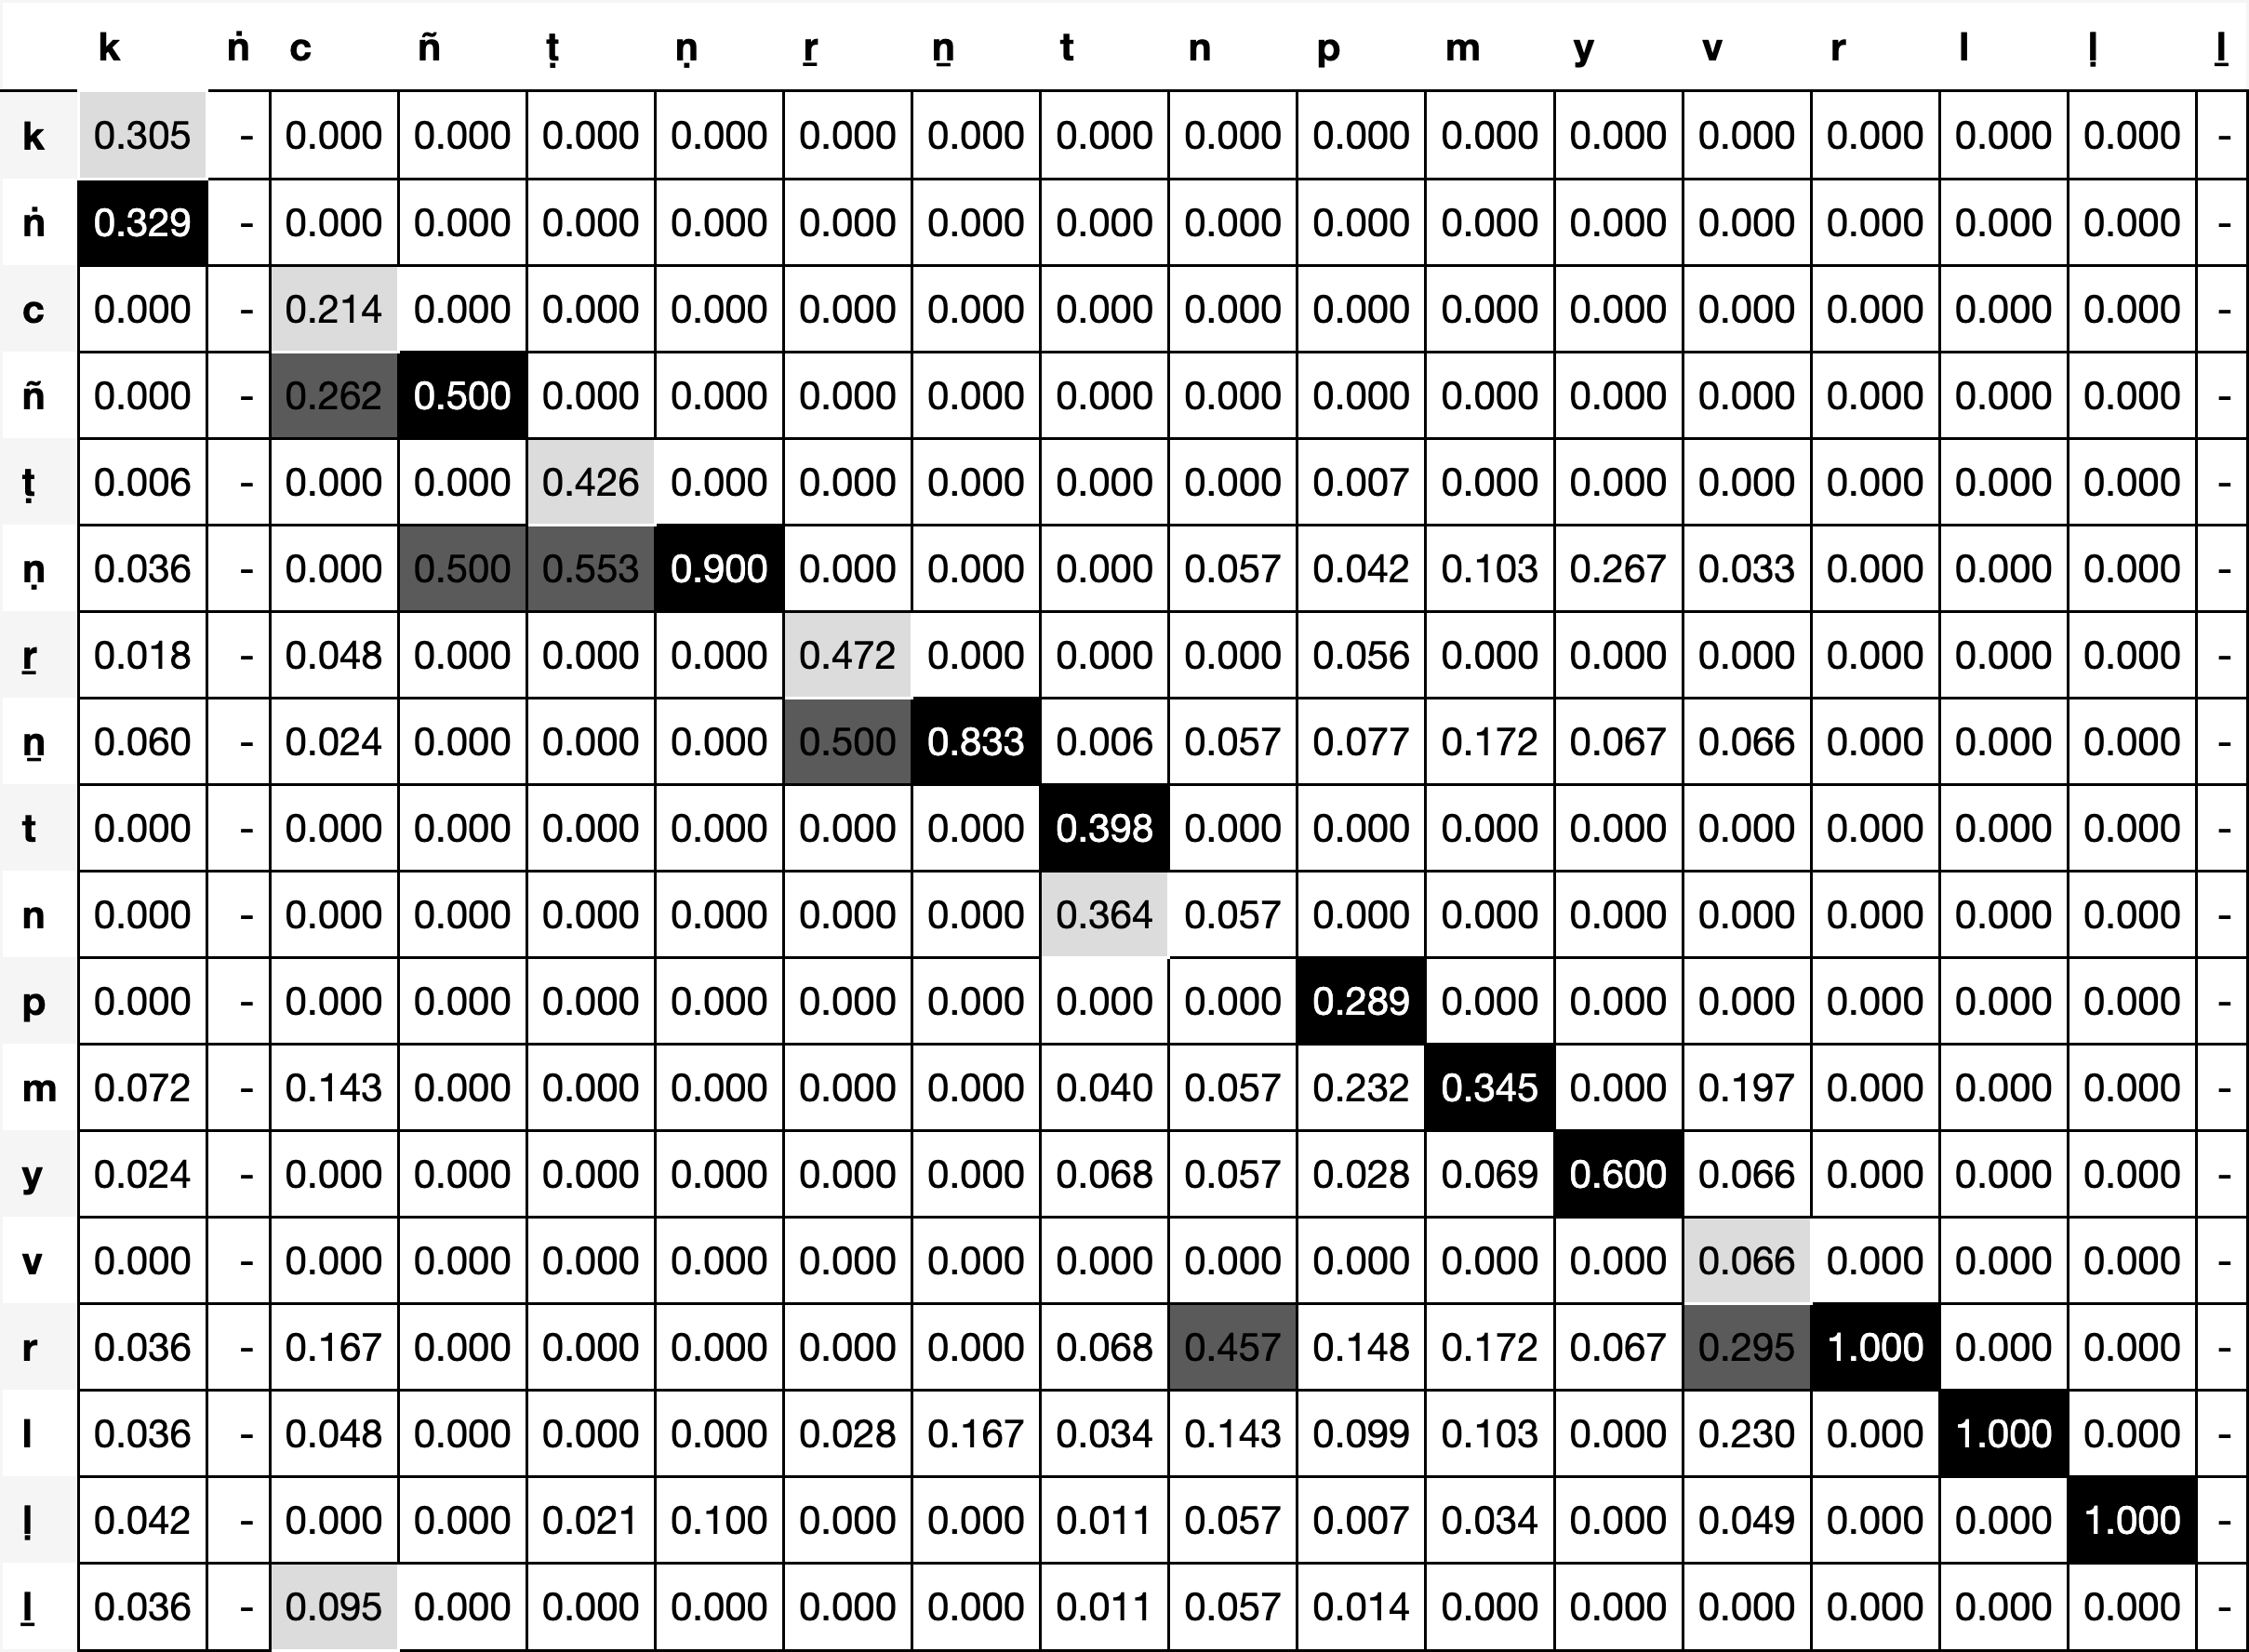 k ṅ c ñ ṭ ṇ ṟ ṉ t n p m y v r l ḷ ḻ
k 0.305 - 0.000 0.000 0.000 0.000 0.000 0.000 0.000 0.000 0.000 0.000 0.000 0.000 0.000 0.000 0.000 -
ṅ 0.329 - 0.000 0.000 0.000 0.000 0.000 0.000 0.000 0.000 0.000 0.000 0.000 0.000 0.000 0.000 0.000 -
c 0.000 - 0.214 0.000 0.000 0.000 0.000 0.000 0.000 0.000 0.000 0.000 0.000 0.000 0.000 0.000 0.000 -
ñ 0.000 - 0.262 0.500 0.000 0.000 0.000 0.000 0.000 0.000 0.000 0.000 0.000 0.000 0.000 0.000 0.000 -
ṭ 0.006 - 0.000 0.000 0.426 0.000 0.000 0.000 0.000 0.000 0.007 0.000 0.000 0.000 0.000 0.000 0.000 -
ṇ 0.036 - 0.000 0.500 0.553 0.900 0.000 0.000 0.000 0.057 0.042 0.103 0.267 0.033 0.000 0.000 0.000 -
ṟ 0.018 - 0.048 0.000 0.000 0.000 0.472 0.000 0.000 0.000 0.056 0.000 0.000 0.000 0.000 0.000 0.000 -
ṉ 0.060 - 0.024 0.000 0.000 0.000 0.500 0.833 0.006 0.057 0.077 0.172 0.067 0.066 0.000 0.000 0.000 -
t 0.000 - 0.000 0.000 0.000 0.000 0.000 0.000 0.398 0.000 0.000 0.000 0.000 0.000 0.000 0.000 0.000 -
n 0.000 - 0.000 0.000 0.000 0.000 0.000 0.000 0.364 0.057 0.000 0.000 0.000 0.000 0.000 0.000 0.000 -
p 0.000 - 0.000 0.000 0.000 0.000 0.000 0.000 0.000 0.000 0.289 0.000 0.000 0.000 0.000 0.000 0.000 -
m 0.072 - 0.143 0.000 0.000 0.000 0.000 0.000 0.040 0.057 0.232 0.345 0.000 0.197 0.000 0.000 0.000 -
y 0.024 - 0.000 0.000 0.000 0.000 0.000 0.000 0.068 0.057 0.028 0.069 0.600 0.066 0.000 0.000 0.000 -
v 0.000 - 0.000 0.000 0.000 0.000 0.000 0.000 0.000 0.000 0.000 0.000 0.000 0.066 0.000 0.000 0.000 -
r 0.036 - 0.167 0.000 0.000 0.000 0.000 0.000 0.068 0.457 0.148 0.172 0.067 0.295 1.000 0.000 0.000 -
l 0.036 - 0.048 0.000 0.000 0.000 0.028 0.167 0.034 0.143 0.099 0.103 0.000 0.230 0.000 1.000 0.000 -
ḷ 0.042 - 0.000 0.000 0.021 0.100 0.000 0.000 0.011 0.057 0.007 0.034 0.000 0.049 0.000 0.000 1.000 -
ḻ 0.036 - 0.095 0.000 0.000 0.000 0.000 0.000 0.011 0.057 0.014 0.000 0.000 0.000 0.000 0.000 0.000 -